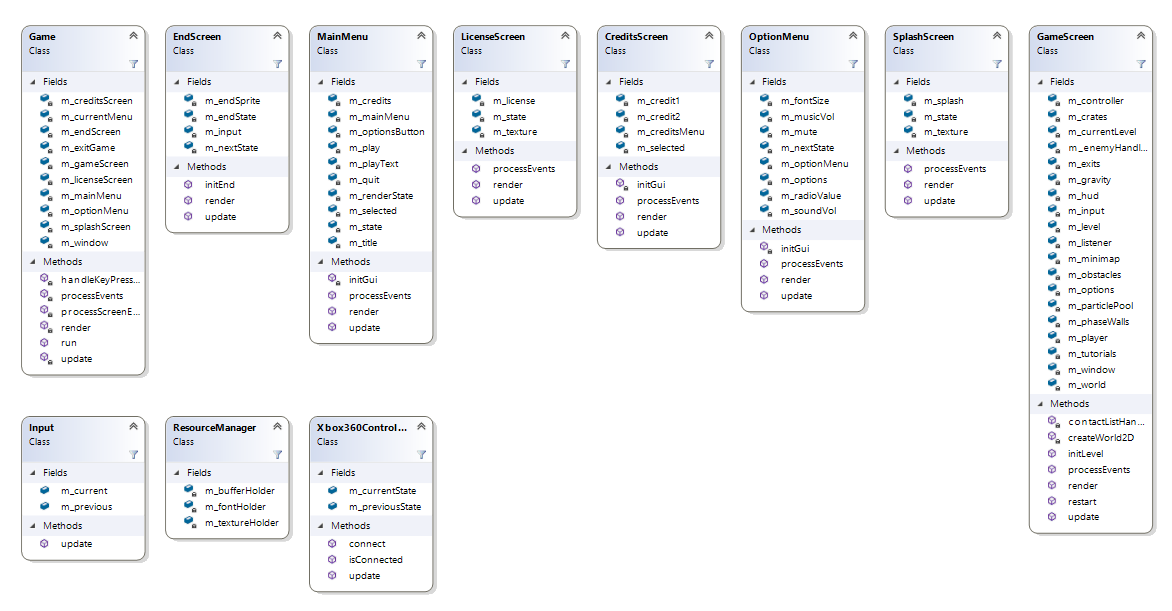 Game
Class
Fields
m_creditsScreen
m_currentMenu
m_endScreen
m_exitGame
m_gameScreen
m_licenseScreen
m_mainMenu
m_optionMenu
m_splashScreen
m_window
Methods
handleKeyPress...
processEvents
processScreenE...
render
run
update
EndScreen
Class
Fields
m_endSprite
m_endState
m_input
m_nextState
Methods
initEnd
render
update
MainMenu
Class
Fields
m_credits
m_mainMenu
m_optionsButton
m_play
m_playText
m_quit
m_renderState
m_selected
m_state
m_title
Methods
initGui
processEvents
render
update
LicenseScreen
Class
Fields
m_license
m_state
m_texture
Methods
processEvents
render
update
CreditsScreen
Class
Fields
m_credit1
m_credit2
m_creditsMenu
m_selected
Methods
initGui
processEvents
render
update
OptionMenu
Class
Fields
m_fontSize
m_musicVol
m_mute
m_nextState
m_optionMenu
m_options
m_radioValue
m_soundVol
Methods
initGui
processEvents
render
update
SplashScreen
Class
Fields
m_splash
m_state
m_texture
Methods
processEvents
render
update
GameScreen
Class
Fields
m_controller
m_crates
m_currentLevel
m_enemyHandl...
m_exits
m_gravity
m_hud
m_input
m_level
m_listener
m_minimap
m_obstacles
m_options
m_particlePool
m_phaseWalls
m_player
m_tutorials
m_window
m_world
Methods
contactListHan...
createWorld2D
initLevel
processEvents
render
restart
update
Input
Class
Fields
m_current
m_previous
Methods
update
ResourceManager
Class
Fields
m_bufferHolder
m_fontHolder
m_textureHolder
Xbox360Control...
Class
Fields
m_currentState
m_previousState
Methods
connect
isConnected
update